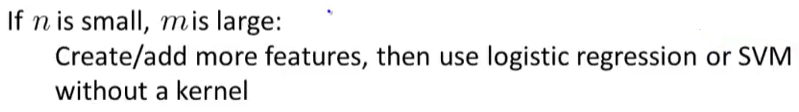 If n is small, m is large:
Create/add more features, then use logistic regression or SVM
without a kernel